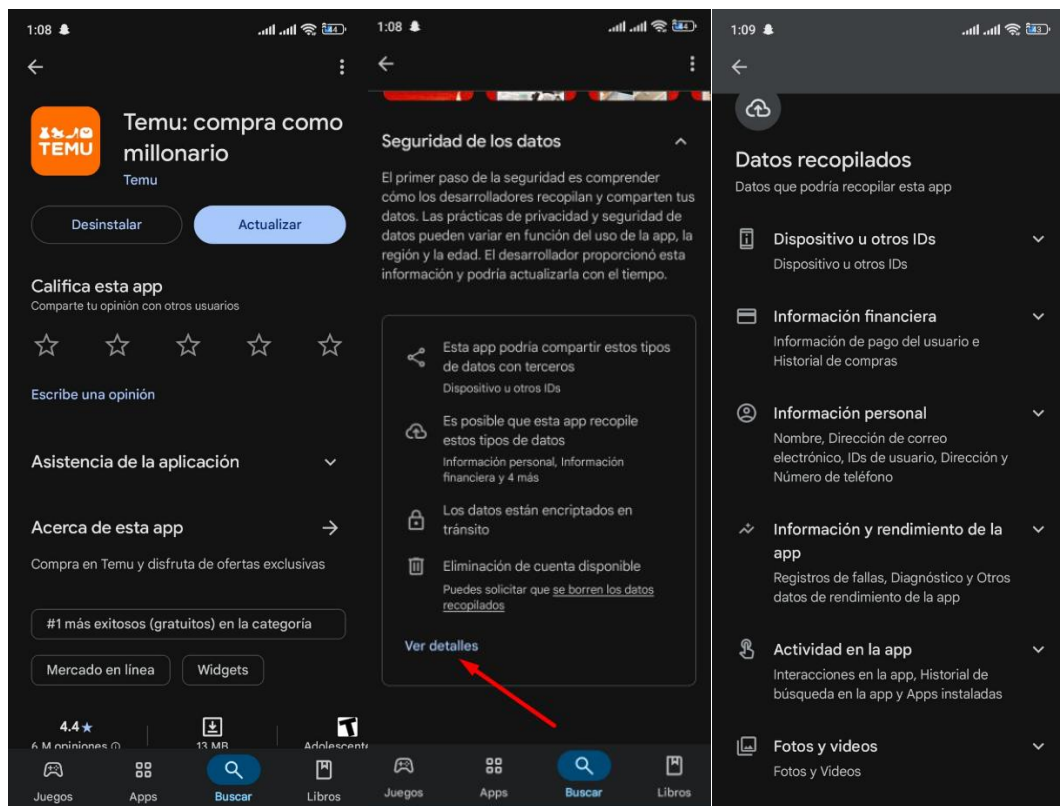 1:08
TEMU
Temu: compra como
millonario
Temu
Desinstalar
Actualizar
Califica esta app
Comparte tu opinión con otros usuarios
Escribe una opinión
Asistencia de la aplicación
Acerca de esta app
Compra en Temu y disfruta de ofertas exclusivas
#1 más exitosos (gratuitos) en la categoría
Mercado en línea
Widgets
4.4★
6 M opiniones
13 MB
Adolescente
Juegos
Apps
Buscar
Libros
1:08
Seguridad de los datos
El primer paso de la seguridad es comprender
cómo los desarrolladores recopilan y comparten tus
datos. Las prácticas de privacidad y seguridad de
datos pueden variar en función del uso de la app, la
región y la edad. El desarrollador proporcionó esta
información y podría actualizarla con el tiempo.
Esta app podría compartir estos tipos
de datos con terceros
Dispositivo u otros IDs
Es posible que esta app recopile
estos tipos de datos
Información personal, Información
financiera y 4 más
Los datos están encriptados en
tránsito
Eliminación de cuenta disponible
Puedes solicitar que se borren los datos
recopilados
Ver detalles
Juegos
Apps
Buscar
Libros
1:09
Datos recopilados
Datos que podría recopilar esta app
Dispositivo u otros IDs
Dispositivo u otros IDs
Información financiera
Información de pago del usuario e
Historial de compras
Información personal
Nombre, Dirección de correo
electrónico, IDs de usuario, Dirección y
Número de teléfono
Información y rendimiento de la
app
Registros de fallas, Diagnóstico y Otros
datos de rendimiento de la app
Actividad en la app
Interacciones en la app, Historial de
búsqueda en la app y Apps instaladas
Fotos y videos
Fotos y Videos